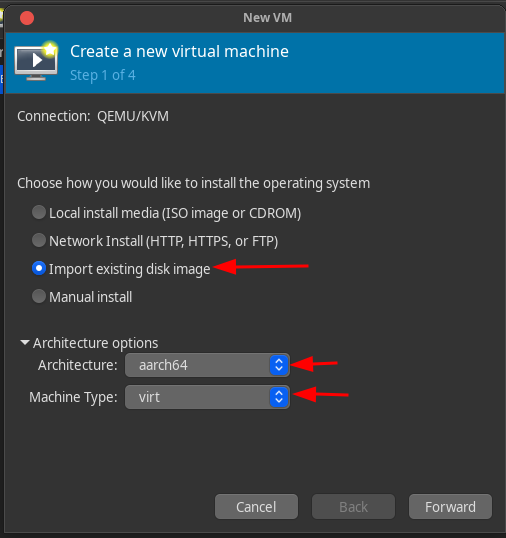 New VM
Create a new virtual machine
Step 1 of 4
Connection: QEMU/KVM
Choose how you would like to install the operating system
Local install media (ISO image or CDROM)
Network Install (HTTP, HTTPS, or FTP)
Import existing disk image
Manual install
Architecture options
Architecture: aarch64
Machine Type: virt
Cancel Back Forward